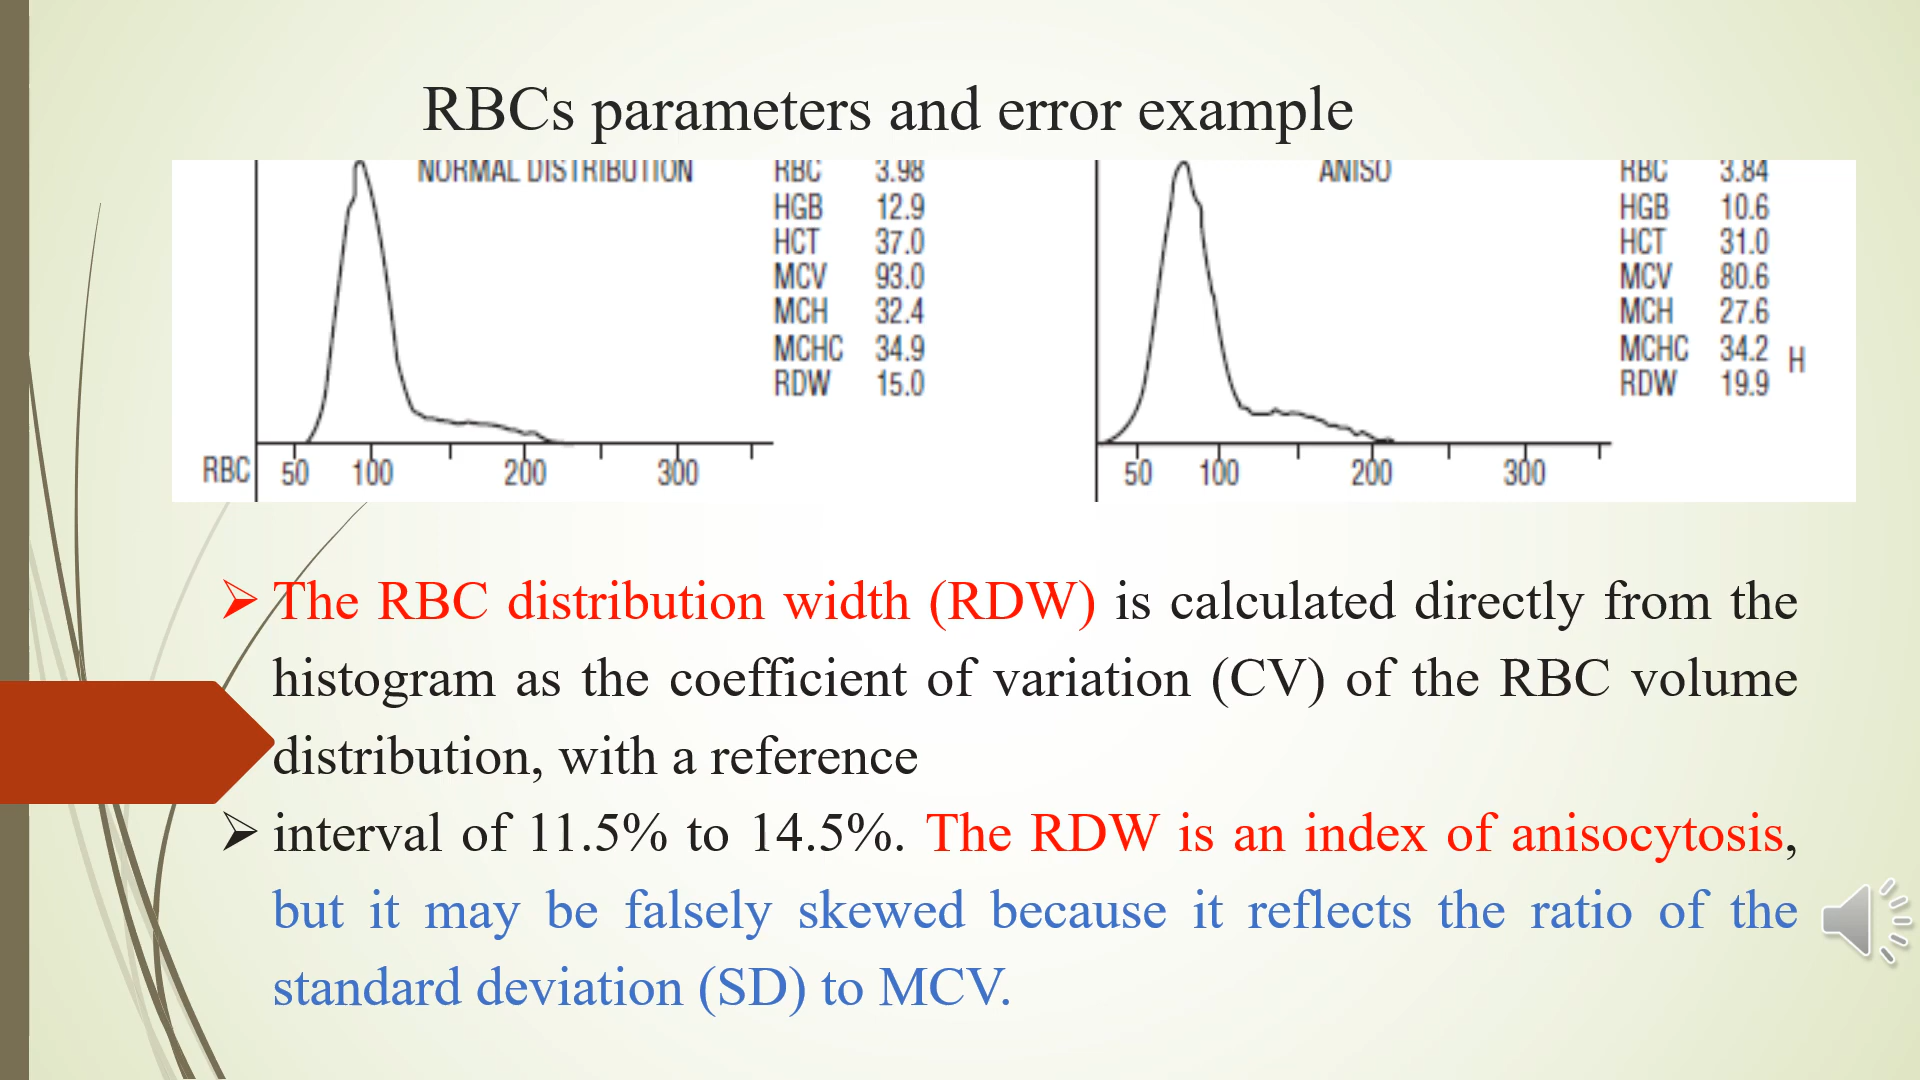 RBCs parameters and error example
NORMAL DISTRIBUTION
RBC 3.98
HGB 12.9
HCT 37.0
MCV 93.0
MCH 32.4
MCHC 34.9
RDW 15.0
RBC 50 100 200 300
ANISO
RBC 3.84
HGB 10.6
HCT 31.0
MCV 80.6
MCH 27.6
MCHC 34.2 H
RDW 19.9
50 100 200 300
The RBC distribution width (RDW) is calculated directly from the
histogram as the coefficient of variation (CV) of the RBC volume
distribution, with a reference
interval of 11.5% to 14.5%. The RDW is an index of anisocytosis,
but it may be falsely skewed because it reflects the ratio of the
standard deviation (SD) to MCV.